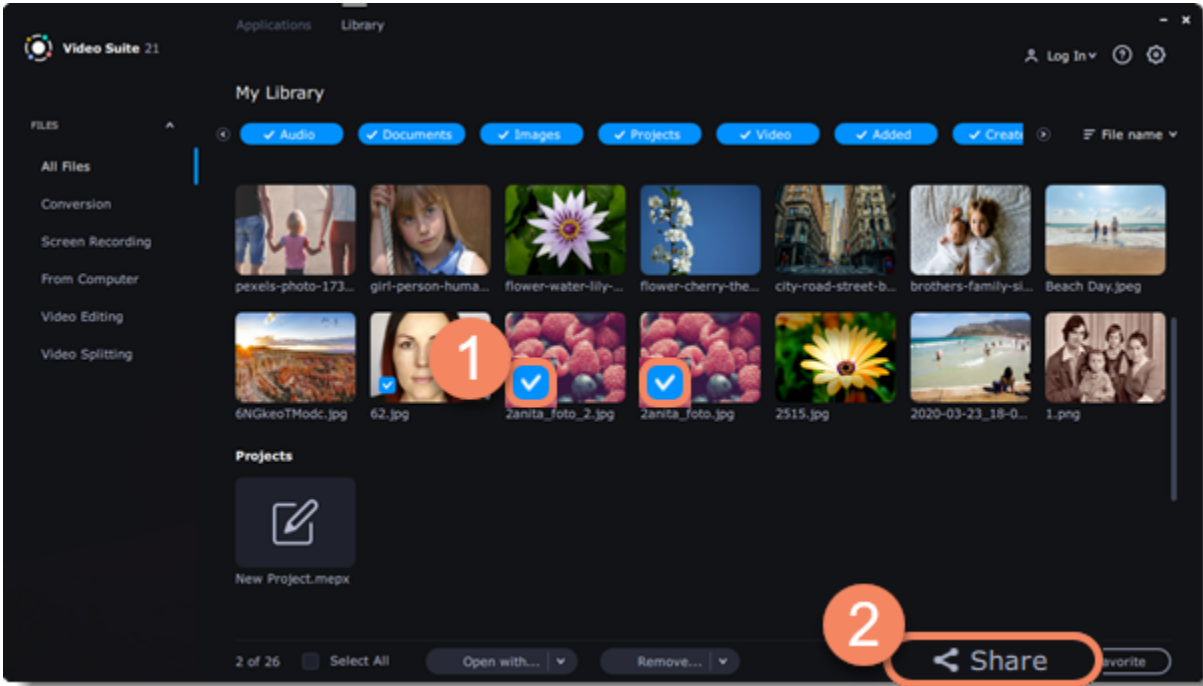 Applications Library
Video Suite 21
Log In
My Library
FILES
Audio Documents Images Projects Video Added Create
File name
All Files
Conversion
Screen Recording
From Computer
Video Editing
Video Splitting
pexels-photo-173... girl-person-huma... flower-water-lily-... flower-cherry-the... city-road-street-b... brothers-family-si... Beach Day.jpeg
1
6NGkeoTModc.jpg 62.jpg 2anita_foto_2.jpg 2anita_foto.jpg 2515.jpg 2020-03-23_18-0... 1.png
Projects
New Project.mepx
2
2 of 26 Select All Open with... Remove... Share avorite